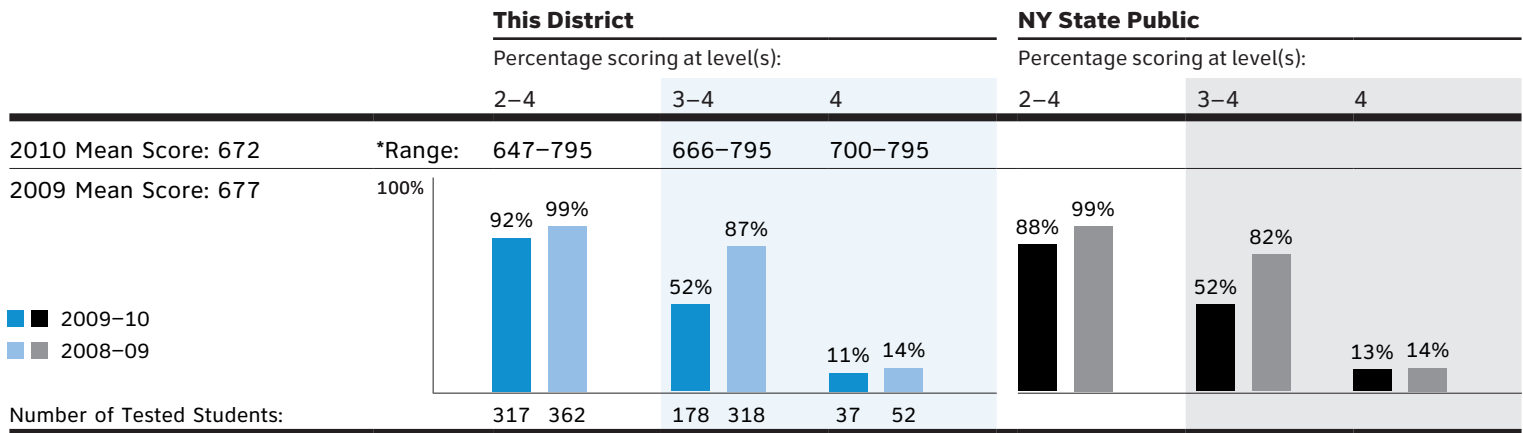 This District NY State Public
Percentage scoring at level(s): Percentage scoring at level(s):
2–4 3–4 4 2–4 3–4 4
2010 Mean Score: 672 *Range: 647–795 666–795 700–795
2009 Mean Score: 677 100%
92% 99% 87% 88% 99% 82%
52% 52%
11% 14% 13% 14%
2009–10
2008–09
Number of Tested Students: 317 362 178 318 37 52